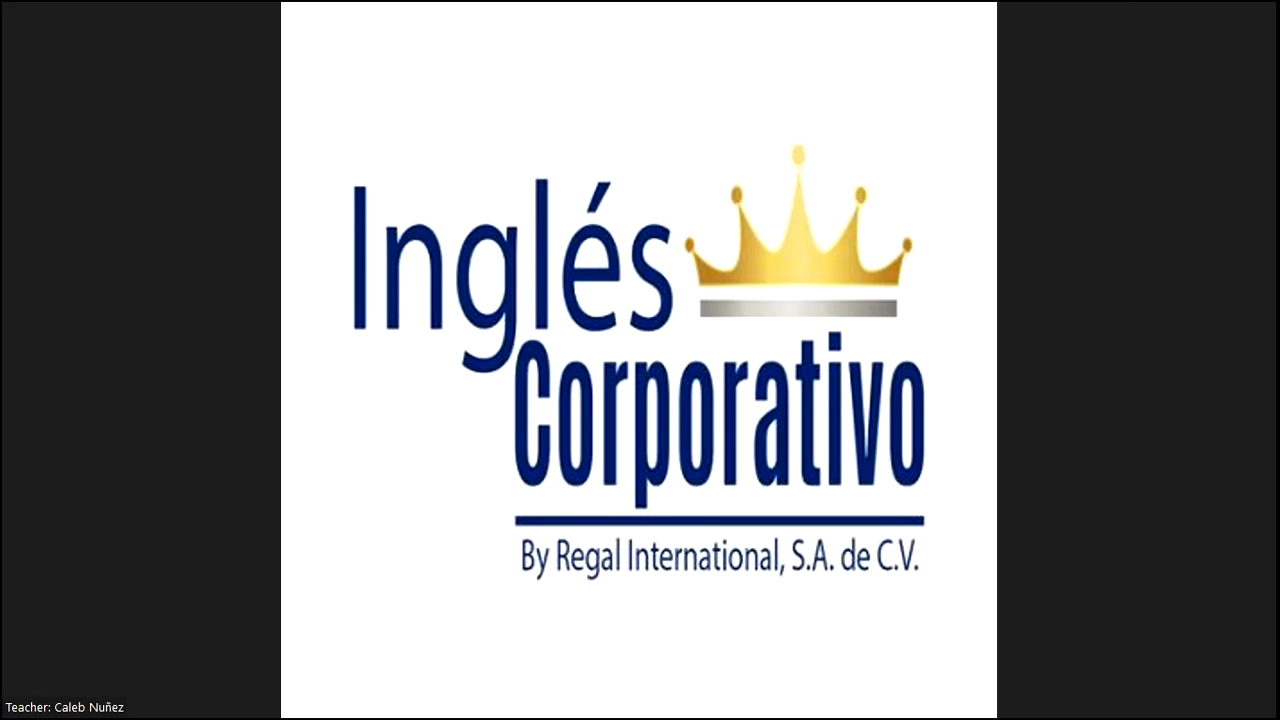 Inglés
Corporativo
By Regal International, S.A. de C.V.
Teacher: Caleb Nuñez